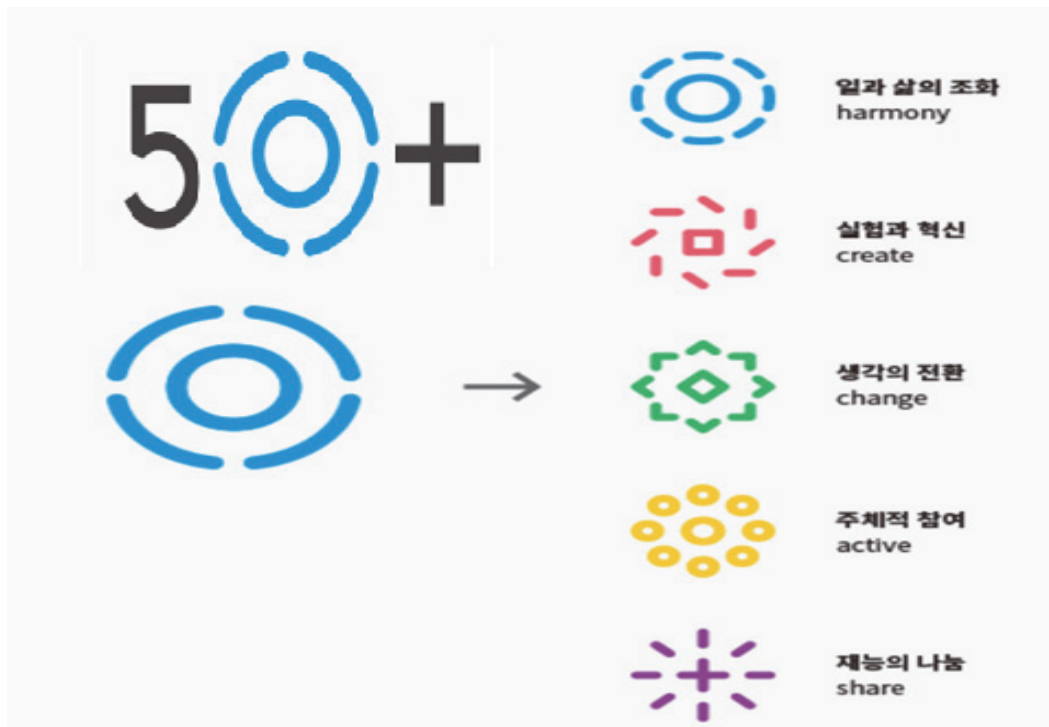 50+
일과 삶의 조화
harmony
실험과 혁신
create
생각의 전환
change
주체적 참여
active
재능의 나눔
share